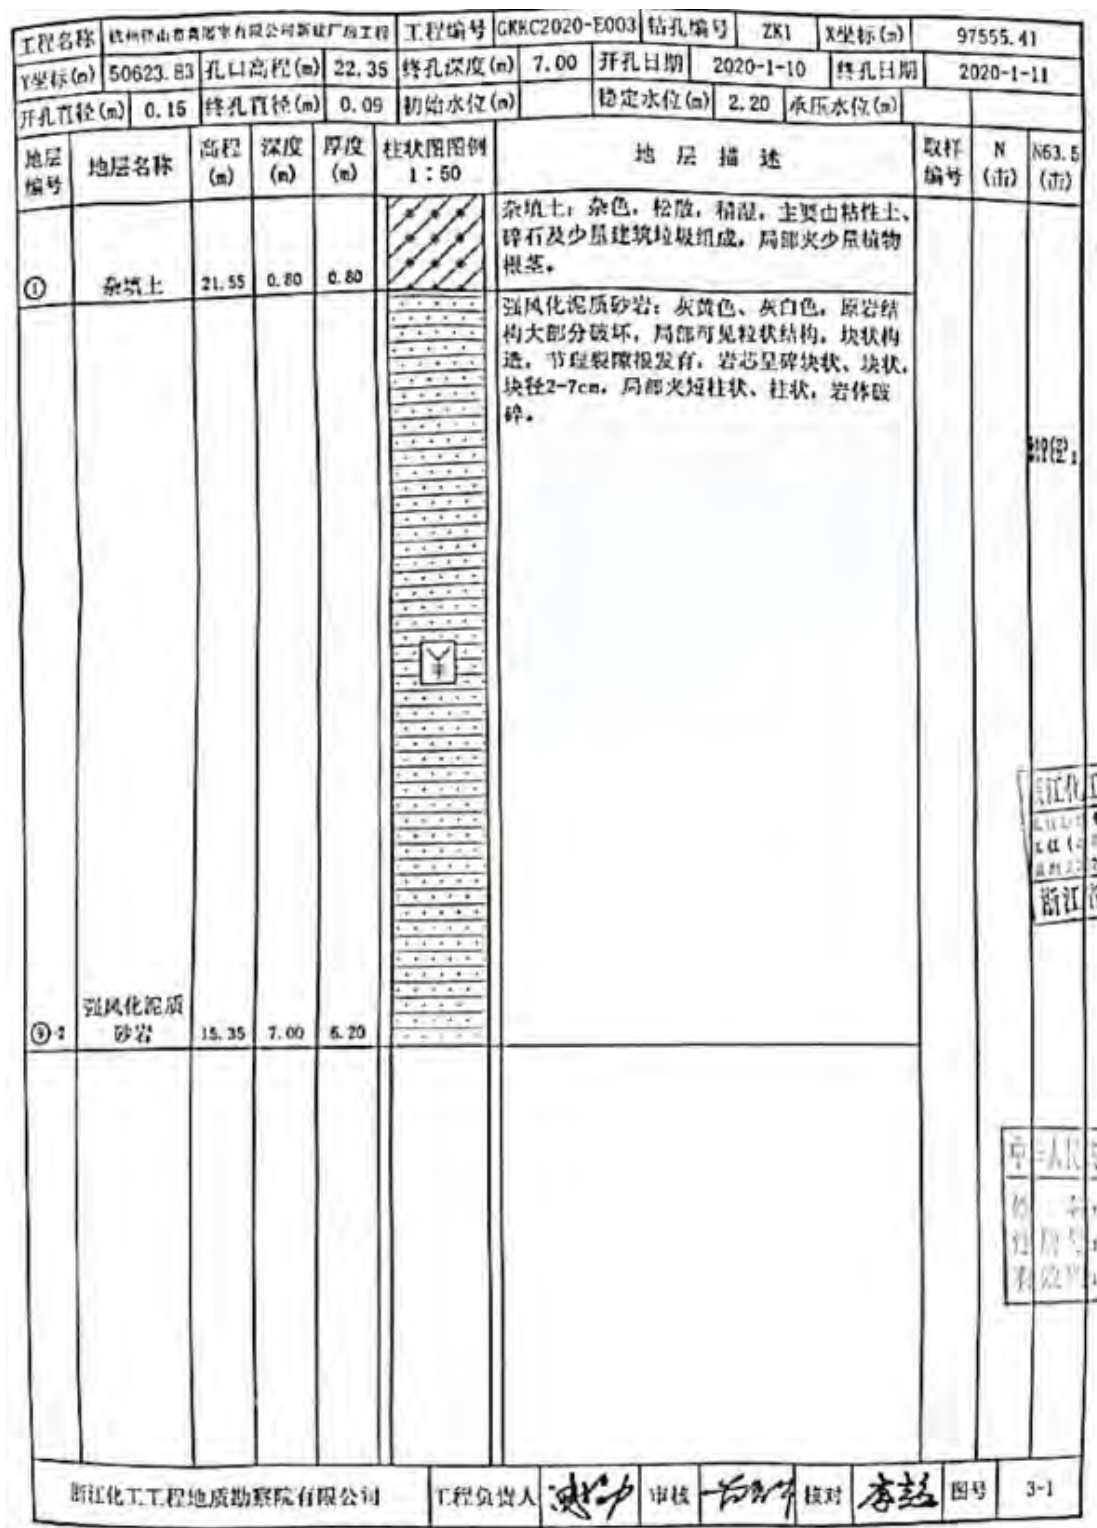 工程名称 工程编号 GKKC2020-E003 钻孔编号 ZK1 X坐标(m) 97555.41
Y坐标(m) 50623.83 孔口高程(m) 22.35 终孔深度(m) 7.00 开孔日期 2020-1-10 终孔日期 2020-1-11
开孔直径(m) 0.15 终孔直径(m) 0.09 初始水位(m) 稳定水位(m) 2.20 承压水位(m)
地层编号 地层名称 高程(m) 深度(m) 厚度(m) 柱状图图例 1:50 地层描述 取样编号 N(击) N63.5(击)
杂填土：杂色，松散，稍湿，主要由粘性土、
碎石及少量建筑垃圾组成，局部夹少量植物
根茎。
① 杂填土 21.55 0.80 0.80
强风化泥质砂岩：灰黄色、灰白色，原岩结
构大部分破坏，局部可见粒状结构，块状构
造，节理裂隙很发育，岩芯呈碎块状、块状，
块径2-7cm，局部夹短柱状、柱状，岩体破
碎。
强风化泥质
砂岩 15.35 7.00 6.20
浙江化工
浙江
浙江化工工程地质勘察院有限公司 工程负责人 审核 核对 图号 3-1